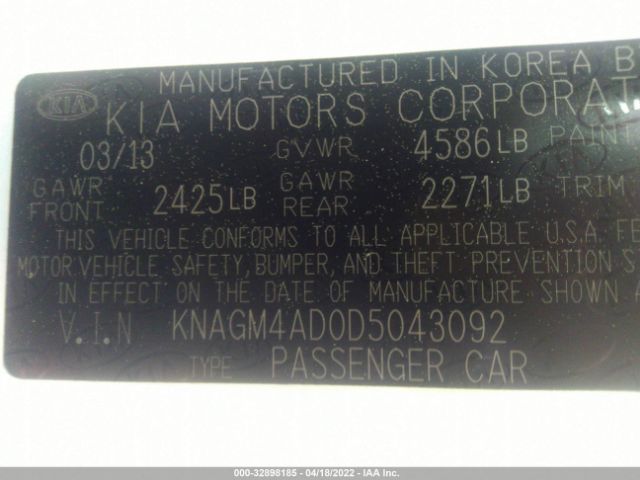 MANUFACTURED IN KOREA B
KIA KIA MOTORS CORPORAT
03/13 GVWR 4586LB PAINT
GAWR FRONT 2425LB GAWR REAR 2271LB TRIM
THIS VEHICLE CONFORMS TO ALL APPLICABLE U.S.A. FE
MOTOR VEHICLE SAFETY, BUMPER, AND THEFT PREVENTION S
IN EFFECT ON THE DATE OF MANUFACTURE SHOWN A
V.I.N KNAGM4AD0D5043092
TYPE PASSENGER CAR
000-32898185 - 04/18/2022 - IAA Inc.